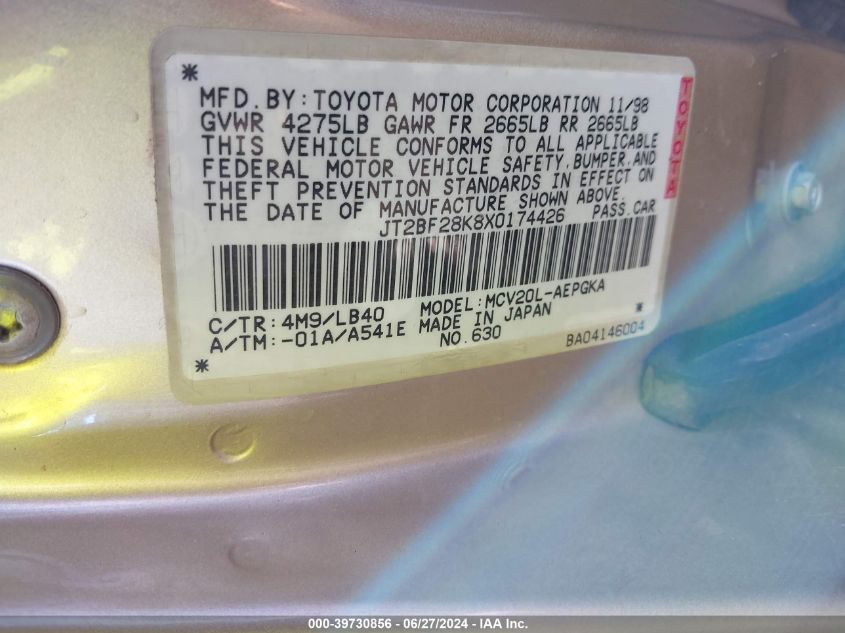 *
MFD.BY:TOYOTA MOTOR CORPORATION 11/98
GVWR 4275LB GAWR FR 2665LB RR 2665LB
THIS VEHICLE CONFORMS TO ALL APPLICABLE
FEDERAL MOTOR VEHICLE SAFETY,BUMPER,AND
THEFT PREVENTION STANDARDS IN EFFECT ON
THE DATE OF MANUFACTURE SHOWN ABOVE.
JT2BF28K8X0174426 PASS.CAR
TOYOTA
C/TR: 4M9/LB40 MODEL:MCV20L-AEPGKA *
A/TM:-01A/A541E MADE IN JAPAN
* NO.630 BA04146004
000-39730856 / 06/27/2024 - © IAA Inc.